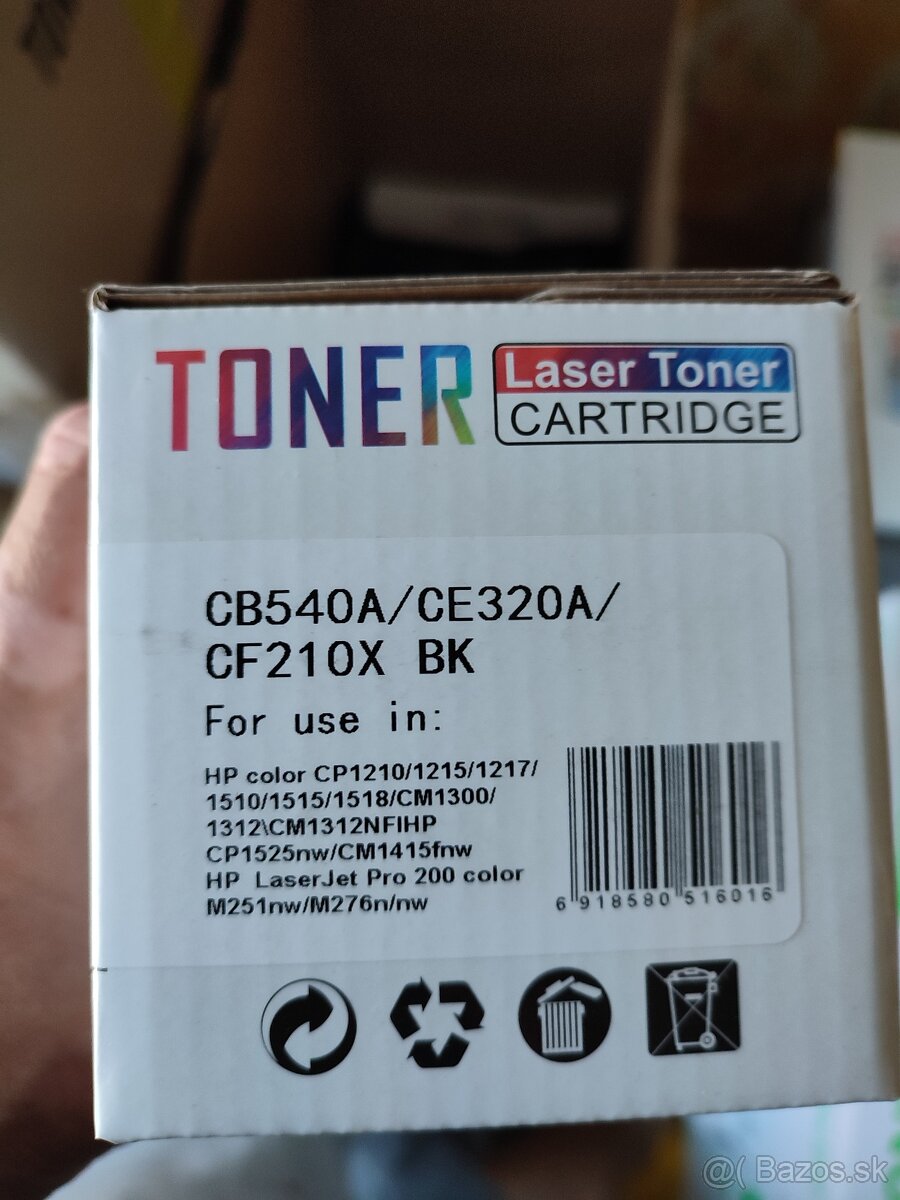 TONER
Laser Toner
CARTRIDGE
CB540A/CE320A/
CF210X BK
For use in:
HP color CP1210/1215/1217/
1510/1515/1518/CM1300/
1312\CM1312NFIHP
CP1525nw/CM1415fnw
HP LaserJet Pro 200 color
M251nw/M276n/nw
6 918580 516016
@( Bazos.sk